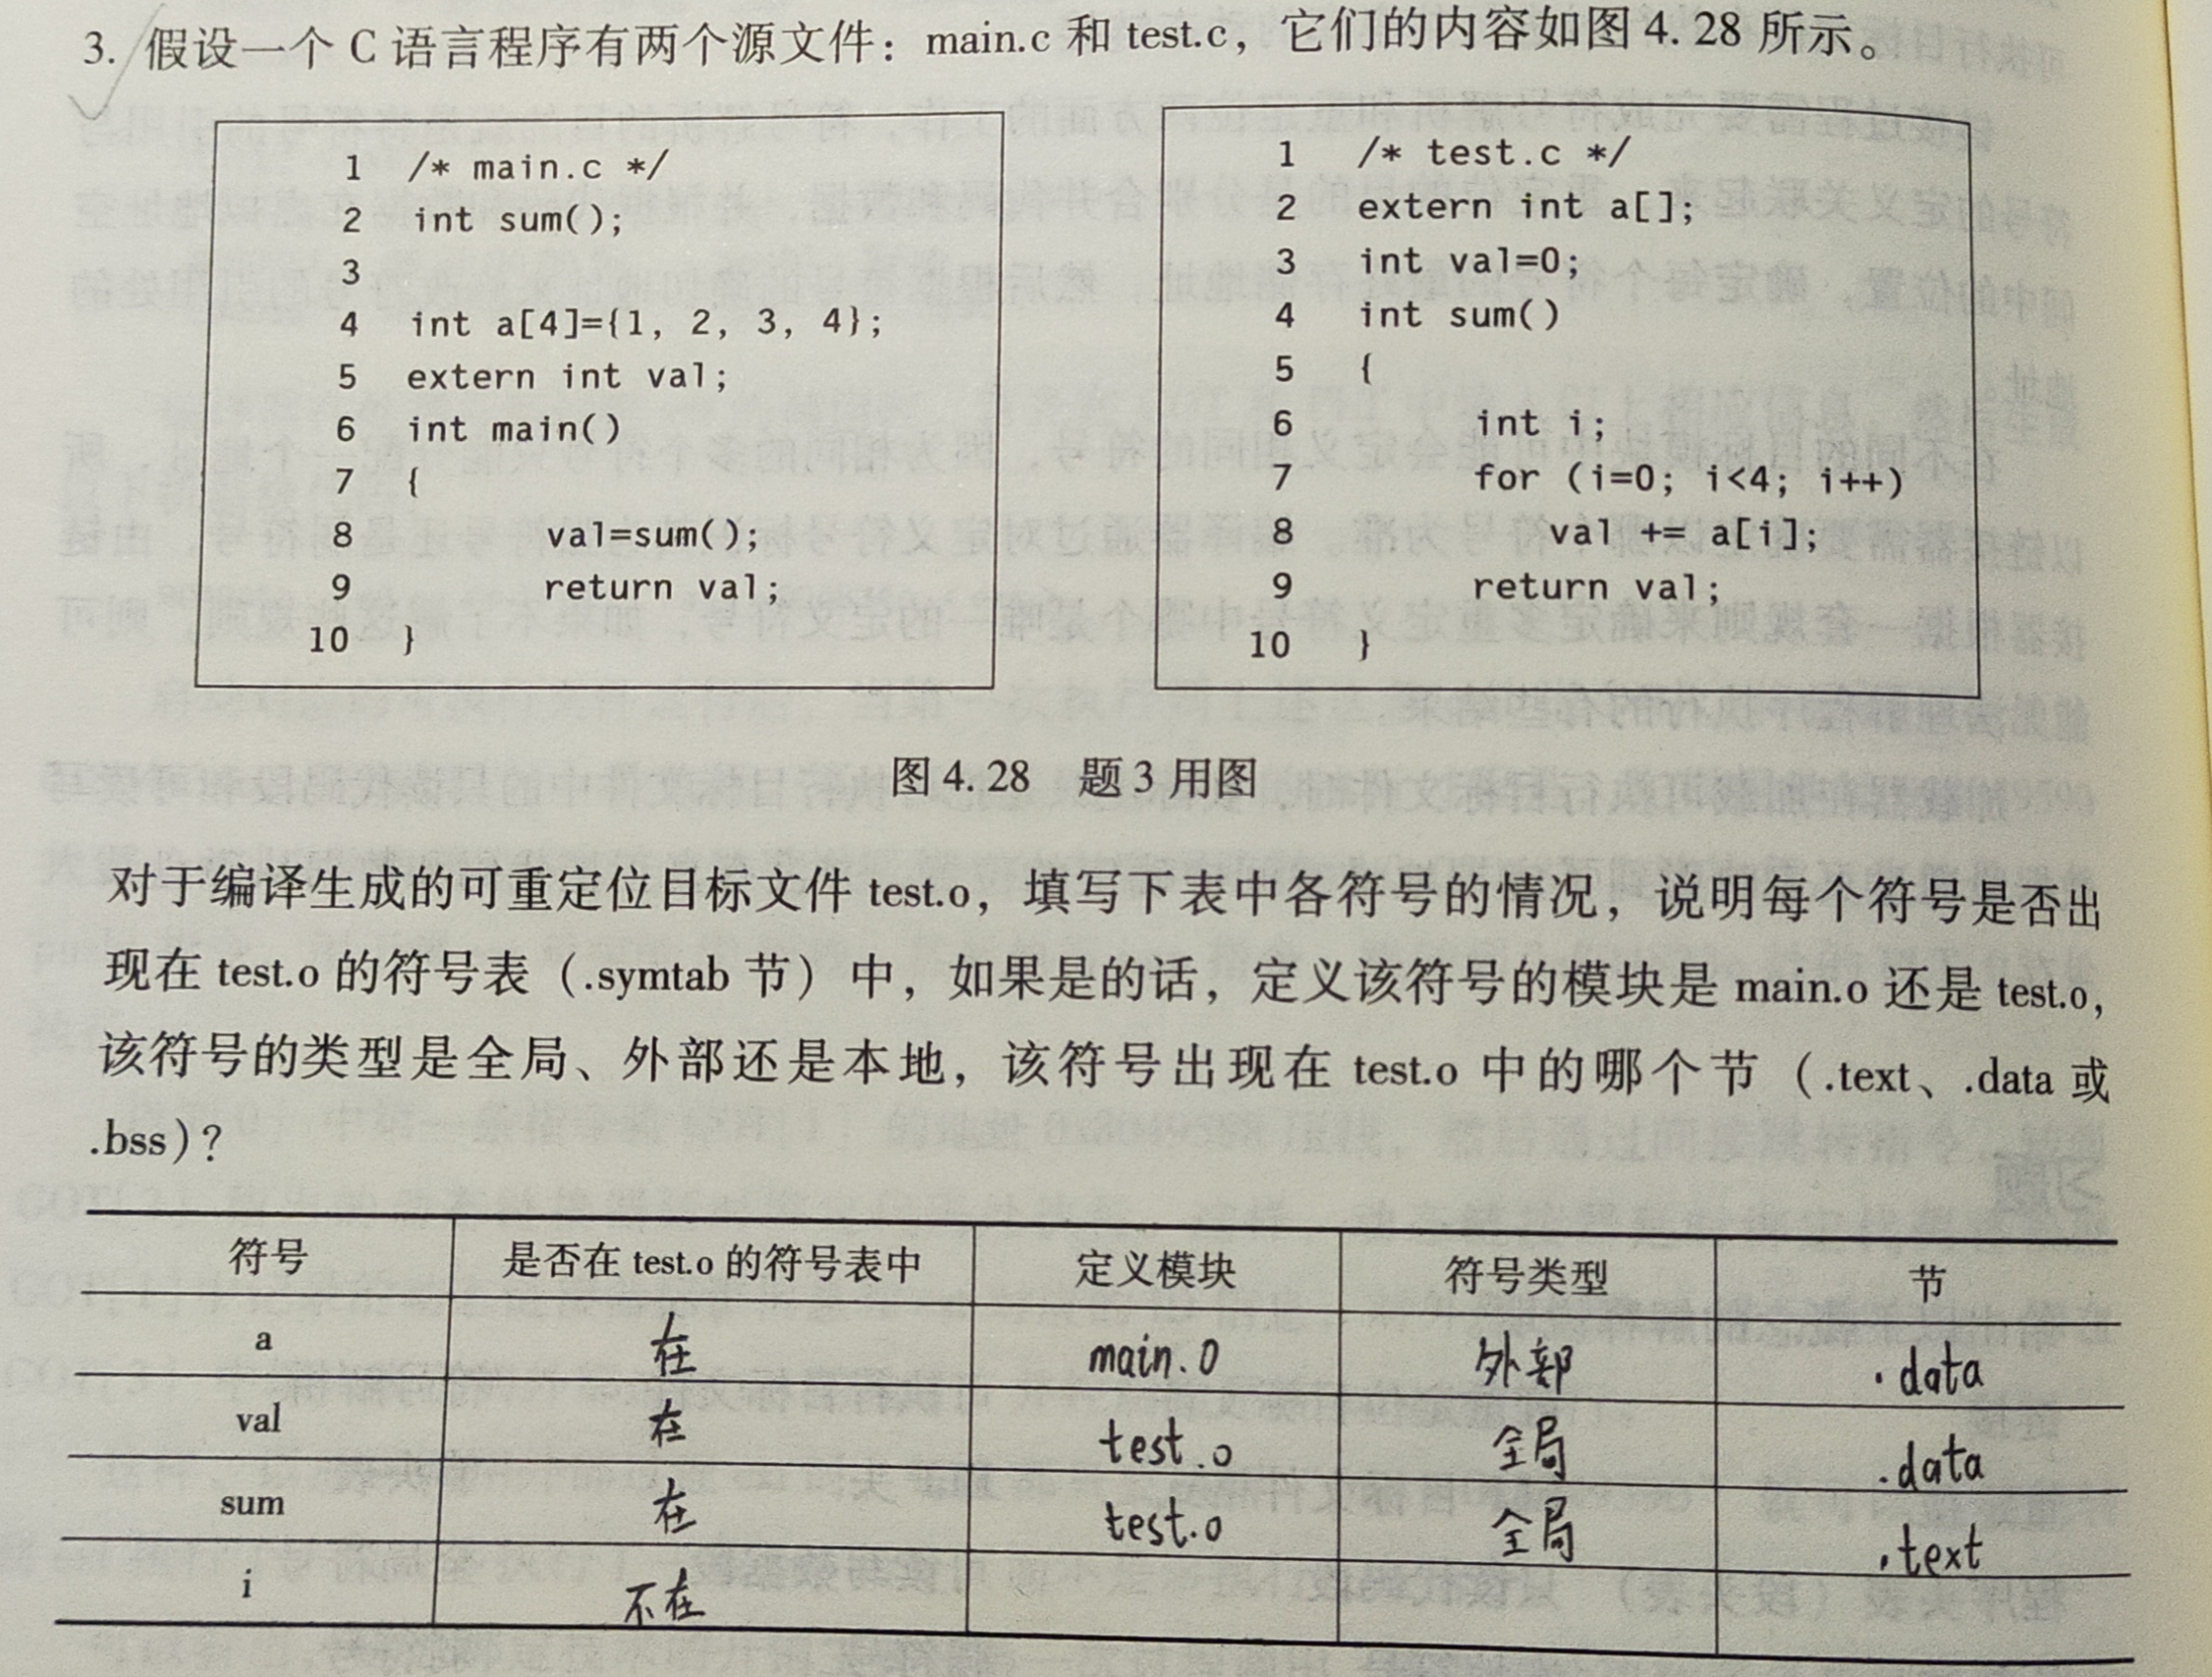 3. 假设一个 C 语言程序有两个源文件：main.c 和 test.c，它们的内容如图 4.28 所示。
1 /* main.c */
2 int sum();
3
4 int a[4]={1, 2, 3, 4};
5 extern int val;
6 int main()
7 {
8 val=sum();
9 return val;
10 }
1 /* test.c */
2 extern int a[];
3 int val=0;
4 int sum()
5 {
6 int i;
7 for (i=0; i<4; i++)
8 val += a[i];
9 return val;
10 }
图 4.28 题 3 用图
对于编译生成的可重定位目标文件 test.o，填写下表中各符号的情况，说明每个符号是否出
现在 test.o 的符号表（.symtab 节）中，如果是的话，定义该符号的模块是 main.o 还是 test.o，
该符号的类型是全局、外部还是本地，该符号出现在 test.o 中的哪个节（.text、.data 或
.bss）？
符号 是否在 test.o 的符号表中 定义模块 符号类型 节
a 在 main.o 外部 .data
val 在 test.o 全局 .data
sum 在 test.o 全局 .text
i 不在